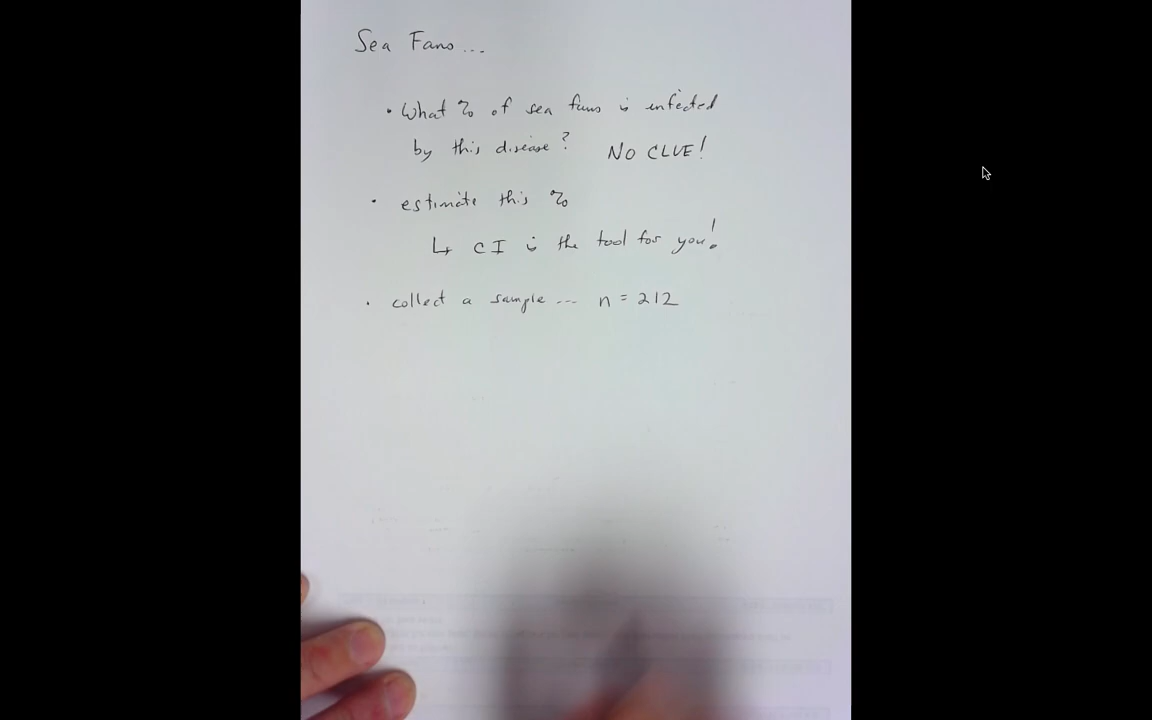 Sea Fans...
• What % of sea fans is infected
by this disease? NO CLUE!
• estimate this %
↳ CI is the tool for you!
• collect a sample --- n = 212